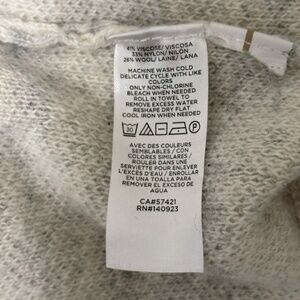 41% VISCOSE/ VISCOSA
33% NYLON/ NILÓN
26% WOOL/ LAINE/ LANA
MACHINE WASH COLD
DELICATE CYCLE WITH LIKE
COLORS
ONLY NON-CHLORINE
BLEACH WHEN NEEDED
ROLL IN TOWEL TO
REMOVE EXCESS WATER
RESHAPE DRY FLAT
COOL IRON WHEN NEEDED
30
P
AVEC DES COULEURS
SEMBLABLES / CON
COLORES SIMILARES /
ROULER DANS UNE
SERVIETTE POUR ENLEVER
L'EXCÈS D'EAU / ENROLLAR
EN UNA TOALLA PARA
REMOVER EL EXCESO DE
AGUA
CA#57421
RN#140923